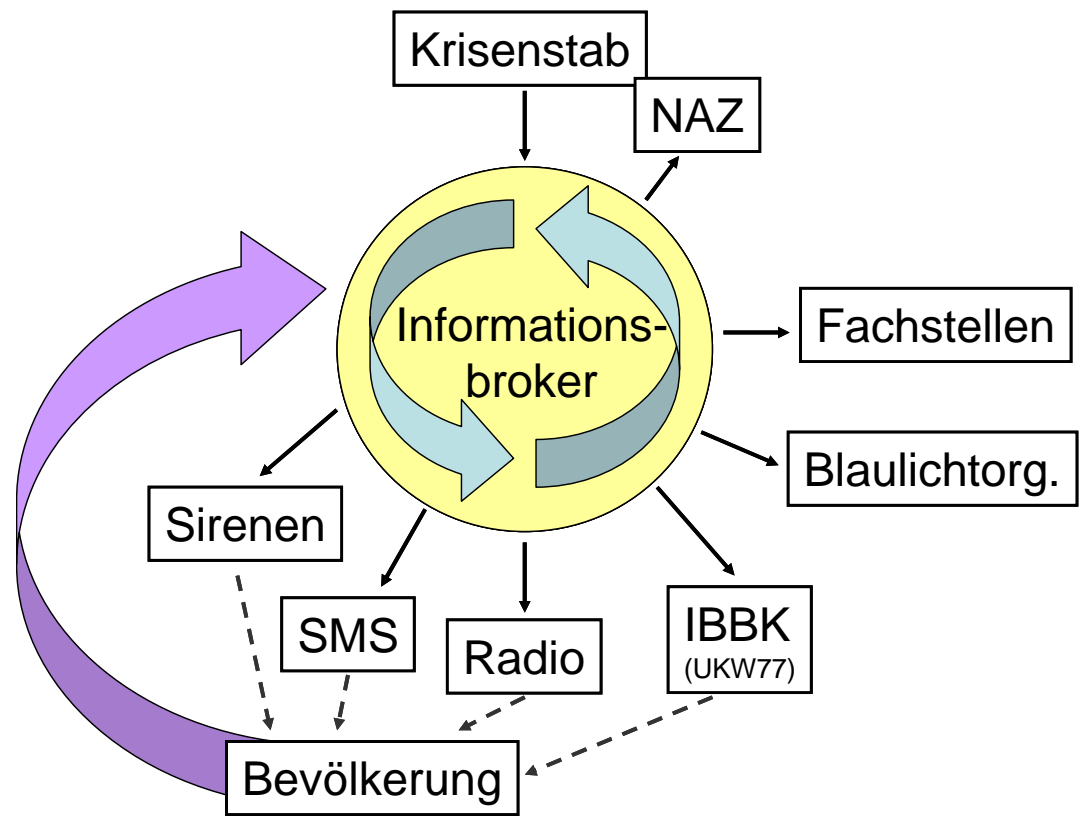 Krisenstab
NAZ
Informations-
broker
Fachstellen
Blaulichtorg.
Sirenen
SMS
Radio
IBBK
(UKW77)
Bevölkerung